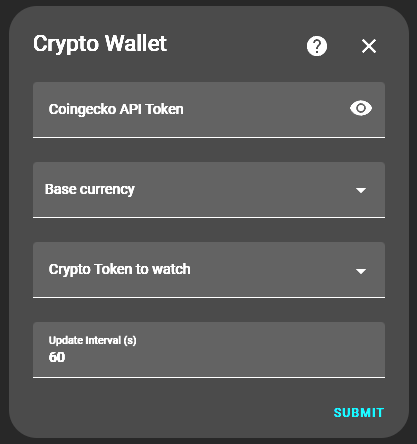 Crypto Wallet
Coingecko API Token
Base currency
Crypto Token to watch
Update Interval (s)
60
SUBMIT